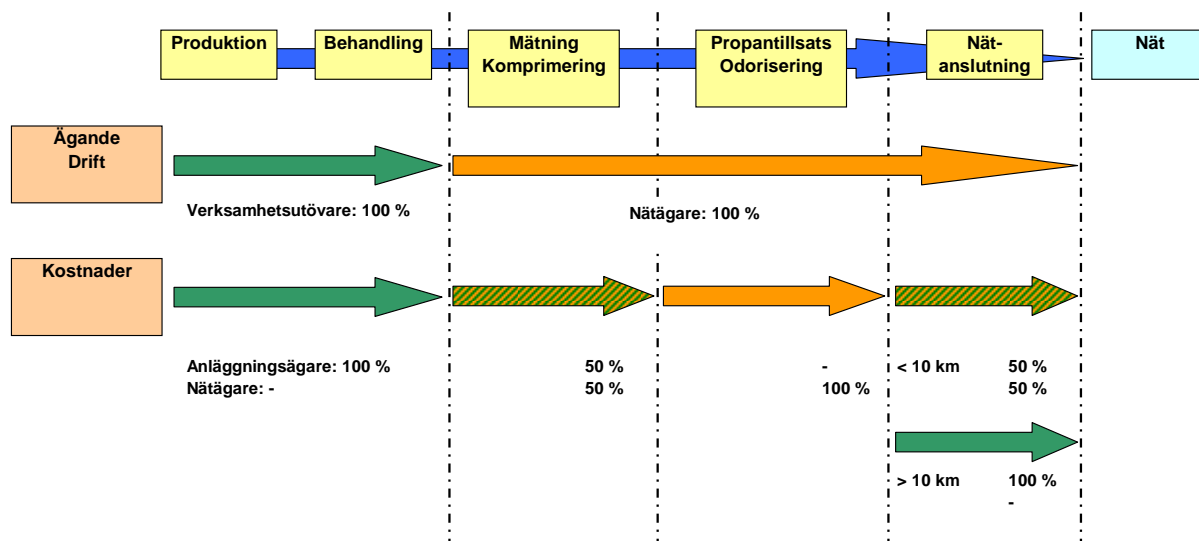 Produktion
Behandling
Mätning
Komprimering
Propantillsats
Odorisering
Nät-
anslutning
Nät
Ägande
Drift
Verksamhetsutövare: 100 %
Nätägare: 100 %
Kostnader
Anläggningsägare: 100 % 50 % - < 10 km 50 %
Nätägare: - 50 % 100 % 50 %
> 10 km 100 %
-